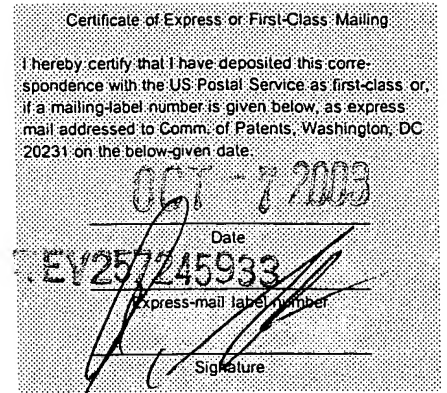 Certificate of Express or First-Class Mailing
I hereby certify that I have deposited this corre-
spondence with the US Postal Service as first-class or,
if a mailing-label number is given below, as express
mail addressed to Comm. of Patents, Washington, DC
20231 on the below-given date.
OCT -7 2003
Date
EV257245933
Express-mail label number
Signature